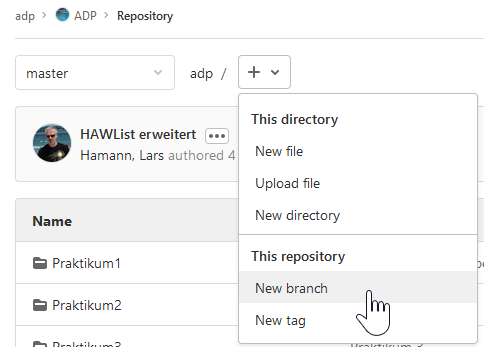 adp > ADP > Repository
master
adp / +
This directory
HAWList erweitert
New file
Hamann, Lars authored 4
Upload file
New directory
Name
This repository
Praktikum1
New branch
Praktikum2
New tag
Praktikum3